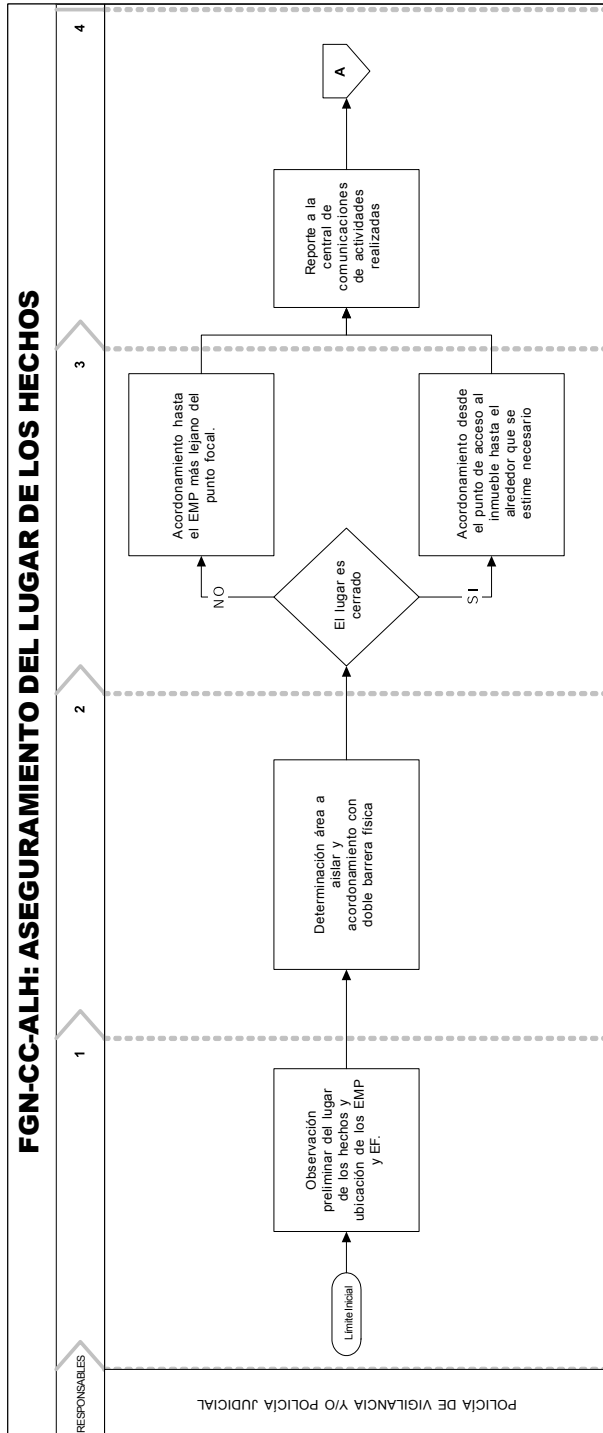 FGN-CC-ALH: ASEGURAMIENTO DEL LUGAR DE LOS HECHOS
RESPONSABLES
1
2
3
4
POLICÍA DE VIGILANCIA Y/O POLICÍA JUDICIAL
Límite Inicial
Observación
preliminar del lugar
de los hechos y
ubicación de los EMP
y EF.
Determinación área a
aislar y
acordonamiento con
doble barrera física
El lugar es
cerrado
NO
Acordonamiento hasta
el EMP más lejano del
punto focal.
SI
Acordonamiento desde
el punto de acceso al
inmueble hasta el
alrededor que se
estime necesario
Reporte a la
central de
comunicaciones
de actividades
realizadas
A